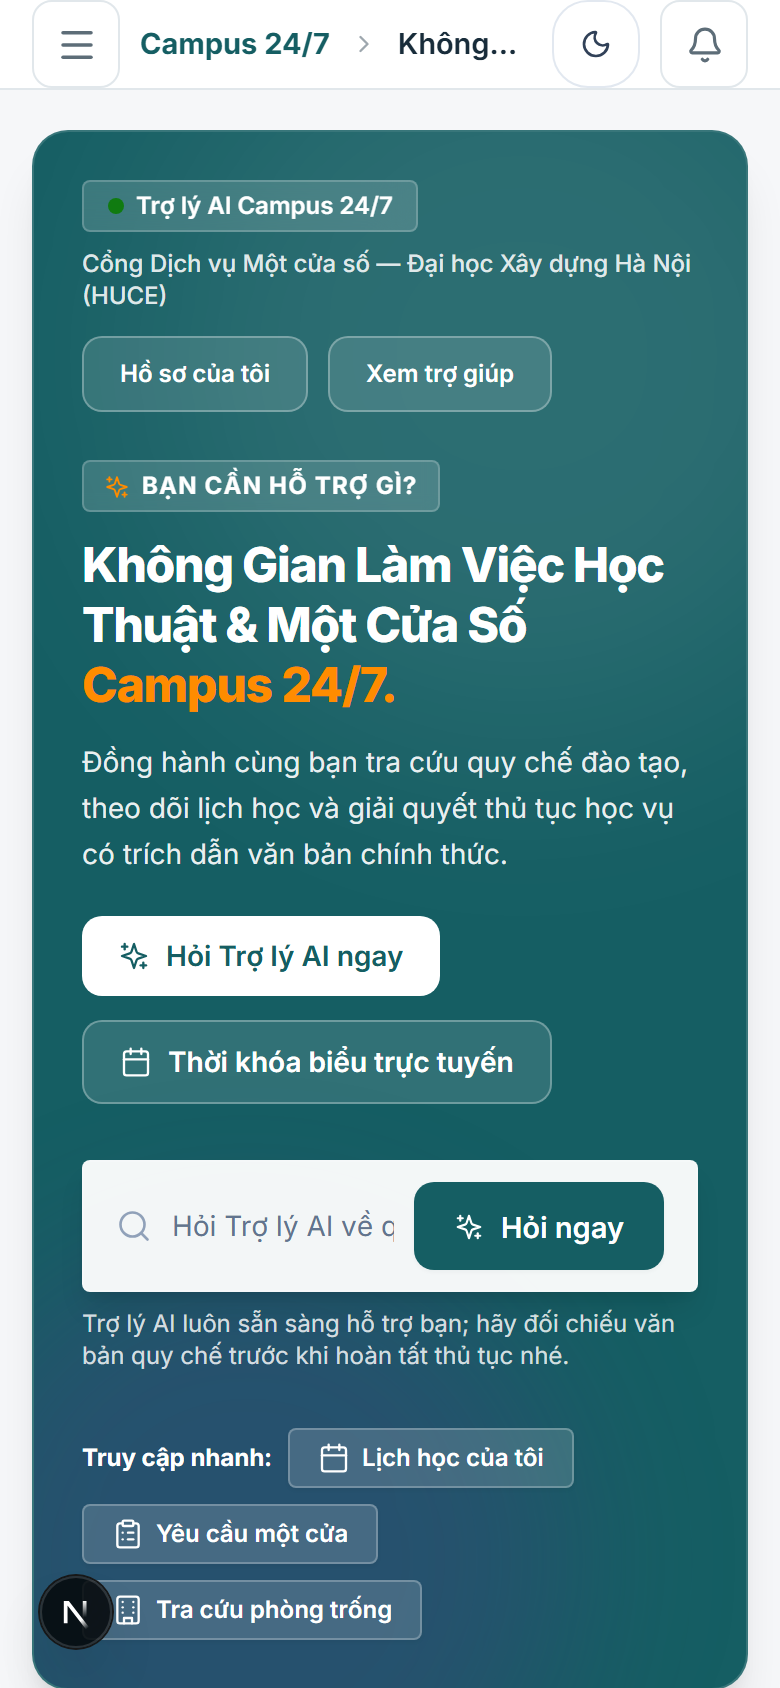 Campus 24/7 > Không...
Trợ lý AI Campus 24/7
Cổng Dịch vụ Một cửa số — Đại học Xây dựng Hà Nội
(HUCE)
Hồ sơ của tôi
Xem trợ giúp
BẠN CẦN HỖ TRỢ GÌ?
Không Gian Làm Việc Học
Thuật & Một Cửa Số
Campus 24/7.
Đồng hành cùng bạn tra cứu quy chế đào tạo,
theo dõi lịch học và giải quyết thủ tục học vụ
có trích dẫn văn bản chính thức.
Hỏi Trợ lý AI ngay
Thời khóa biểu trực tuyến
Hỏi Trợ lý AI về q
Hỏi ngay
Trợ lý AI luôn sẵn sàng hỗ trợ bạn; hãy đối chiếu văn
bản quy chế trước khi hoàn tất thủ tục nhé.
Truy cập nhanh:
Lịch học của tôi
Yêu cầu một cửa
N
Tra cứu phòng trống